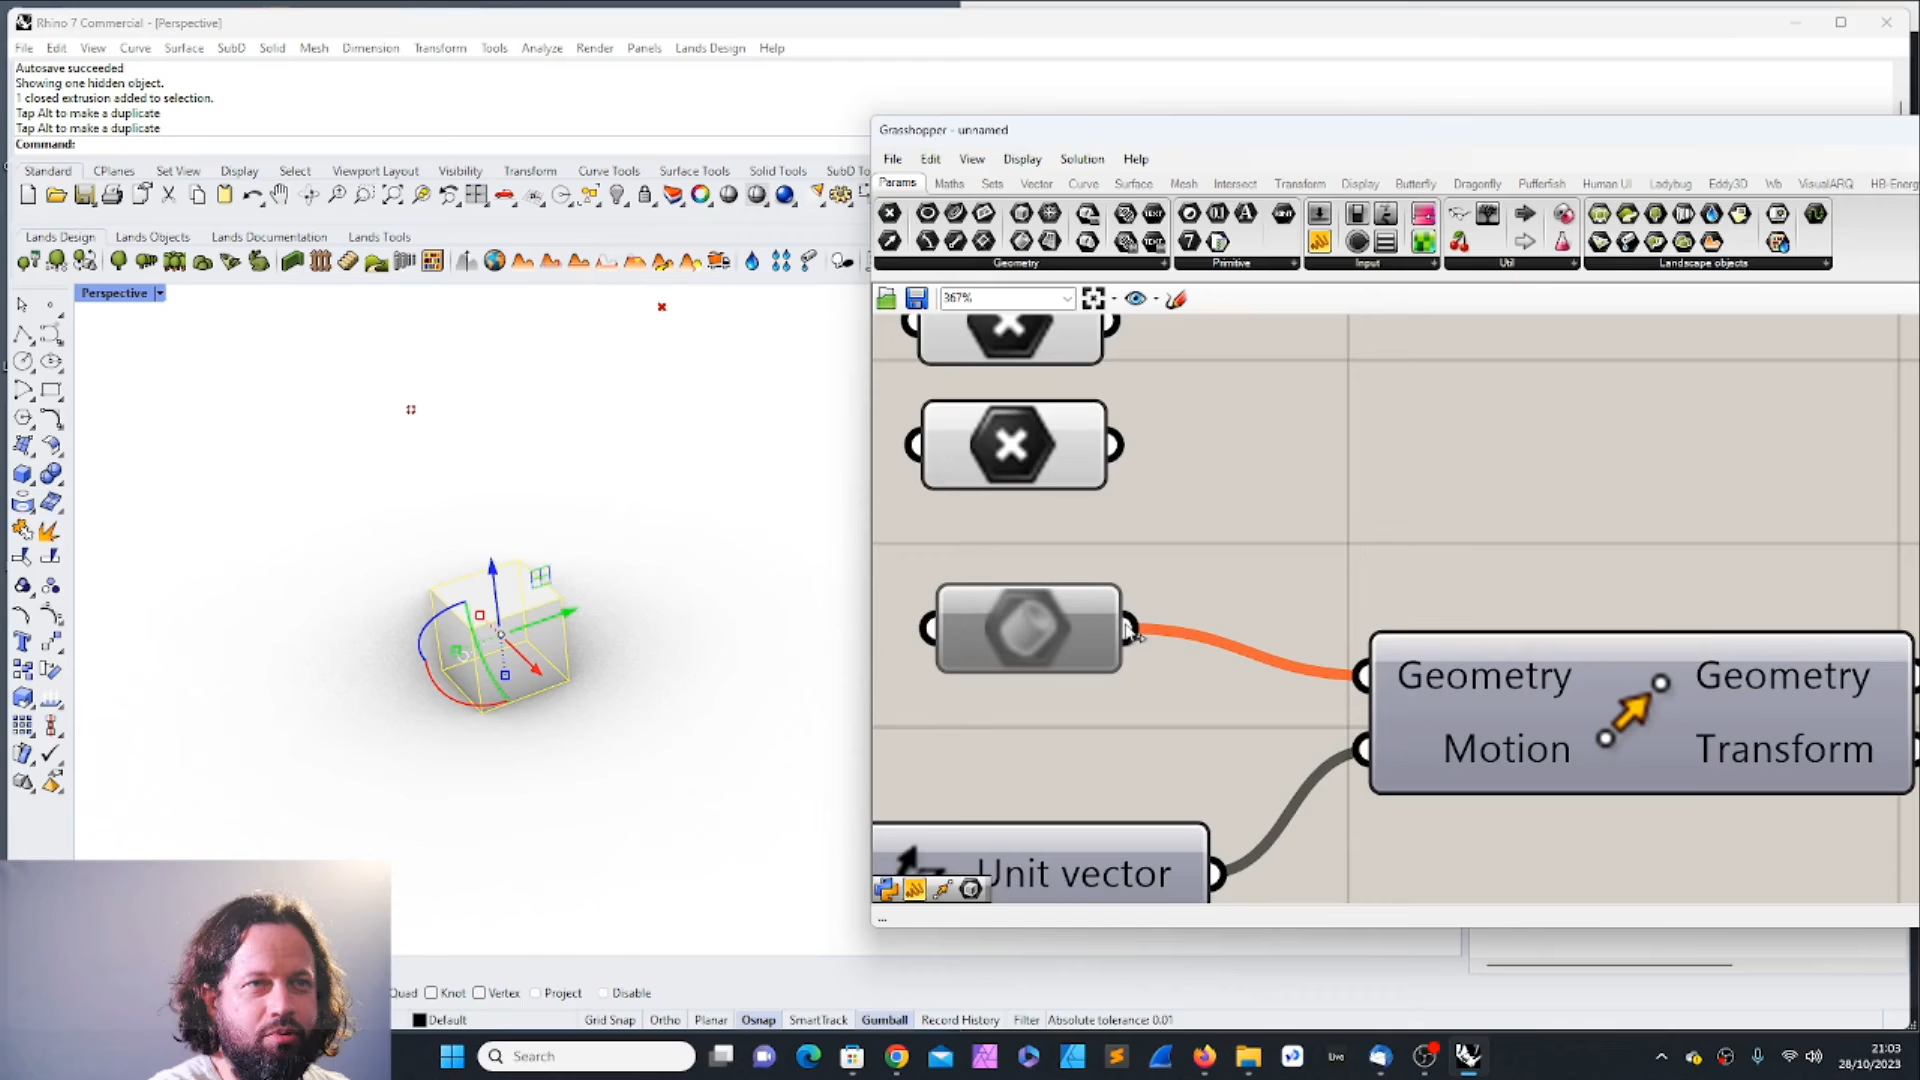 Rhino 7 Commercial - [Perspective]
File Edit View Curve Surface SubD Solid Mesh Dimension Transform Tools Analyze Render Panels Lands Design Help
Autosave succeeded
Showing one hidden object.
1 closed extrusion added to selection.
Tap Alt to make a duplicate
Tap Alt to make a duplicate
Command:
Standard CPlanes Set View Display Select Viewport Layout Visibility Transform Curve Tools Surface Tools Solid Tools SubD To
Lands Design Lands Objects Lands Documentation Lands Tools
Perspective
Grasshopper - unnamed
File Edit View Display Solution Help
Params Maths Sets Vector Curve Surface Mesh Intersect Transform Display Butterfly Dragonfly Pufferfish Human UI Ladybug Eddy3D Wb VisualARQ HB-Energ
Geometry Primitive Input Util Landscape objects
367%
Geometry Geometry
Motion Transform
Unit vector
...
Quad Knot Vertex Project Disable
Default Grid Snap Ortho Planar Osnap SmartTrack Gumball Record History Filter Absolute tolerance: 0.01
Search
Live
21:03
28/10/2023